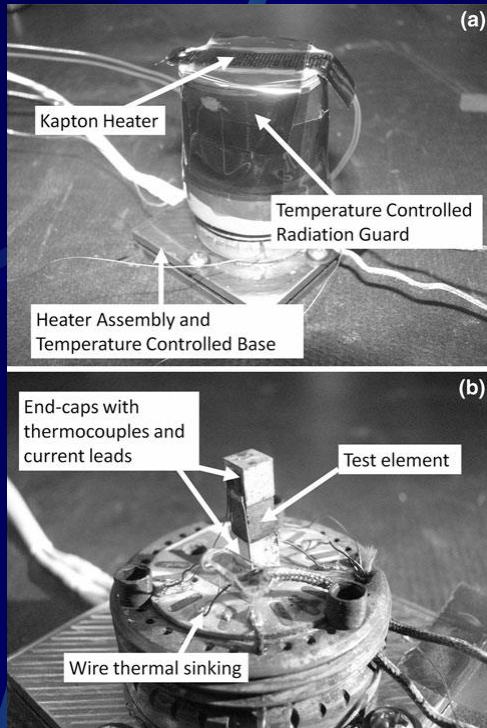 (a)
Kapton Heater
Temperature Controlled
Radiation Guard
Heater Assembly and
Temperature Controlled Base
(b)
End-caps with
thermocouples and
current leads
Test element
Wire thermal sinking